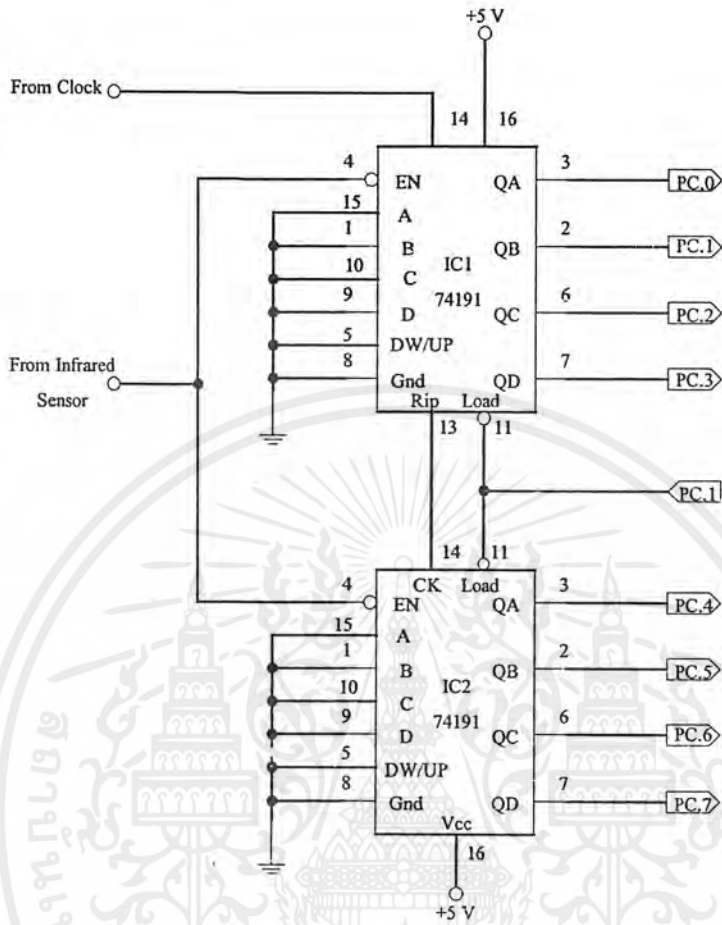 +5 V
From Clock
14
16
4
EN
QA
3
PC.0
15
A
1
B
QB
2
PC.1
10
C
IC1
9
D
74191
QC
6
PC.2
5
DW/UP
8
Gnd
QD
7
PC.3
Rip
Load
13
11
From Infrared
Sensor
PC.1
14
11
4
CK
Load
EN
QA
3
PC.4
15
A
1
B
QB
2
PC.5
10
C
IC2
9
D
74191
QC
6
PC.6
5
DW/UP
8
Gnd
QD
7
PC.7
Vcc
16
+5 V